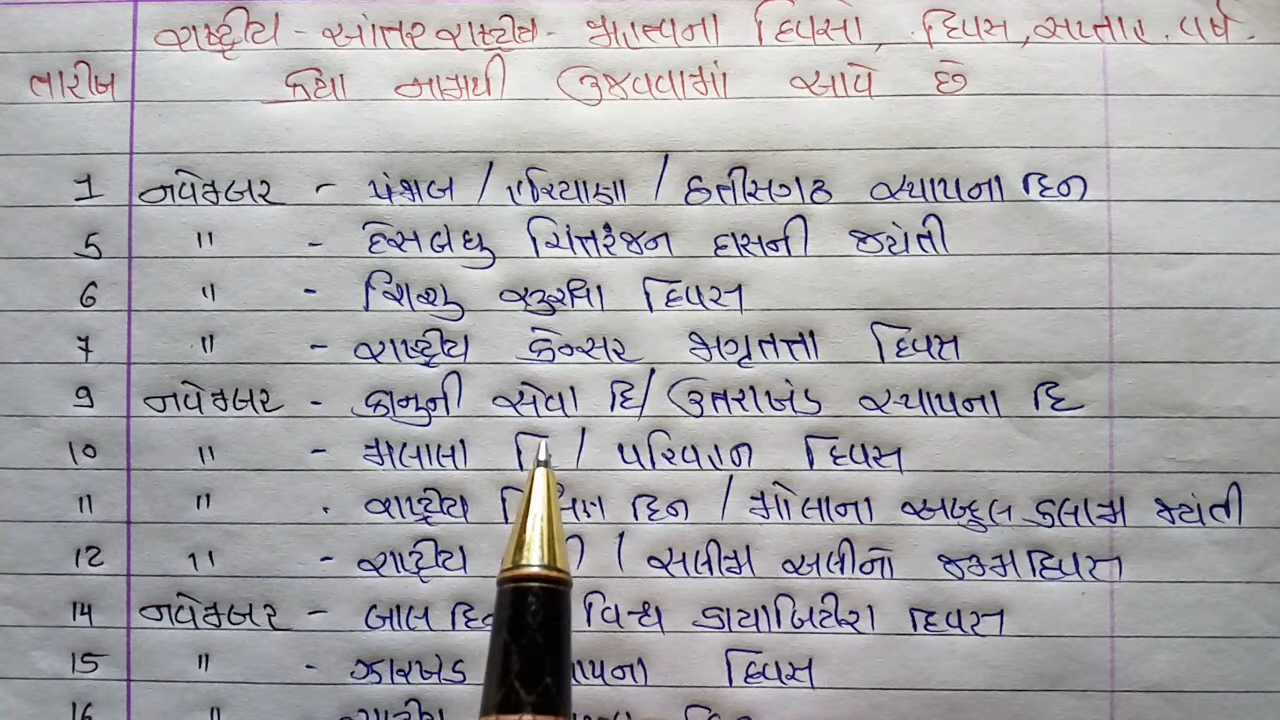 રાષ્ટ્રીય - આંતરરાષ્ટ્રીય - મહત્વના દિવસો, દિવસ, સપ્તાહ, વર્ષ.
તારીખ કયા નામથી ઉજવવામાં આવે છે
1 નવેમ્બર - પંજાબ / હરિયાણા / છત્તીસગઢ સ્થાપના દિન
5 " - દેસબંધુ ચિત્તરંજન દાસની જયંતી
6 " - શિશુ સુરક્ષા દિવસ
7 " - રાષ્ટ્રીય કેન્સર જાગૃતતા દિવસ
9 નવેમ્બર - કાનુની સેવા દિ/ ઉત્તરાખંડ સ્થાપના દિ
10 " - મલાલા / પરિવહન દિવસ
11 " . રાષ્ટ્રીય દિન / મોલાના અબ્દુલ કલામ જયંતી
12 " - રાષ્ટ્રીય / સલીમ અલીનો જન્મદિવસ
14 નવેમ્બર - બાલ વિશ્વ ડાયાબિટીસ દિવસ
15 " - ઝારખંડ દિવસ
16 "